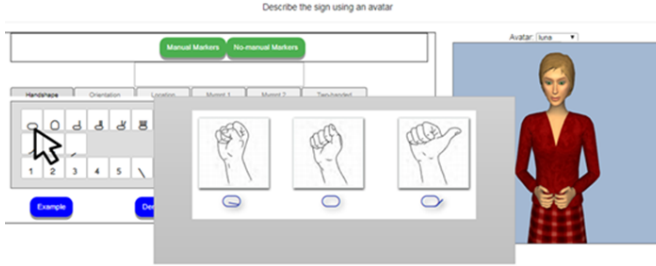 Describe the sign using an avatar
Avatar: luna
Manual Markers No-manual Markers
Handshape Orientation Location Mvmnt 1 Mvmnt 2 Two-handed
1 2 3 4 5
Example De